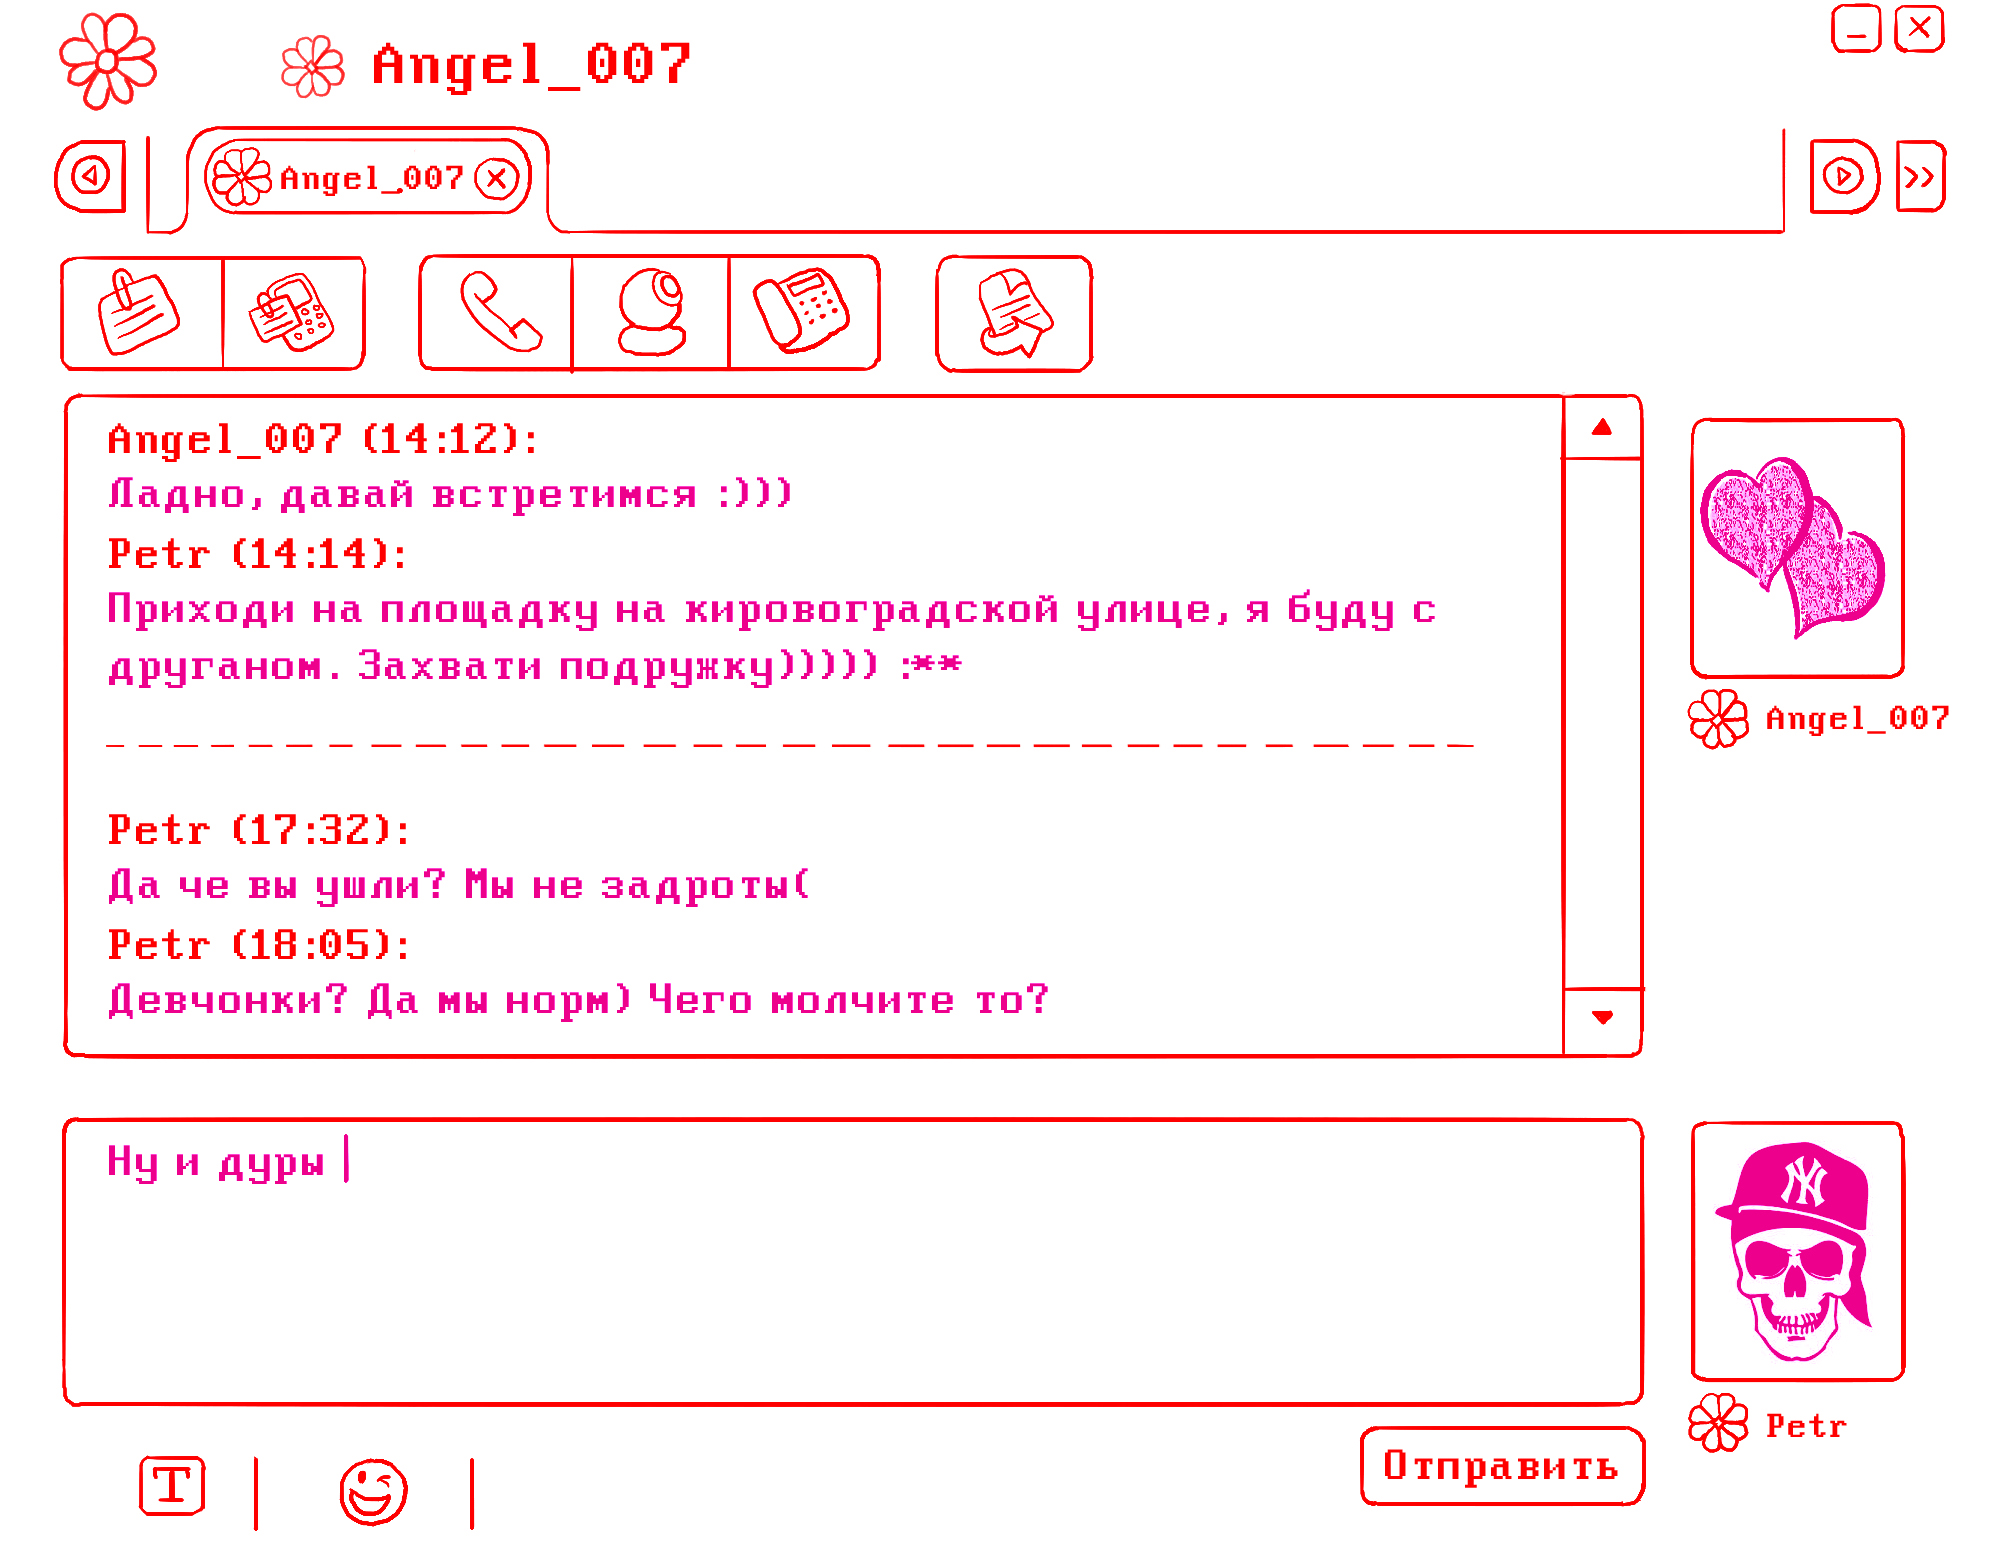 Angel_007
Angel_007
Angel_007 (14:12):
Ладно, давай встретимся :)))
Petr (14:14):
Приходи на площадку на кировоградской улице, я буду с
друганом. Захвати подружку))))) :**
Angel_007
Petr (17:32):
Да че вы ушли? Мы не задроты(
Petr (18:05):
Девчонки? Да мы норм) Чего молчите то?
Ну и дуры
NY
Petr
Отправить
T